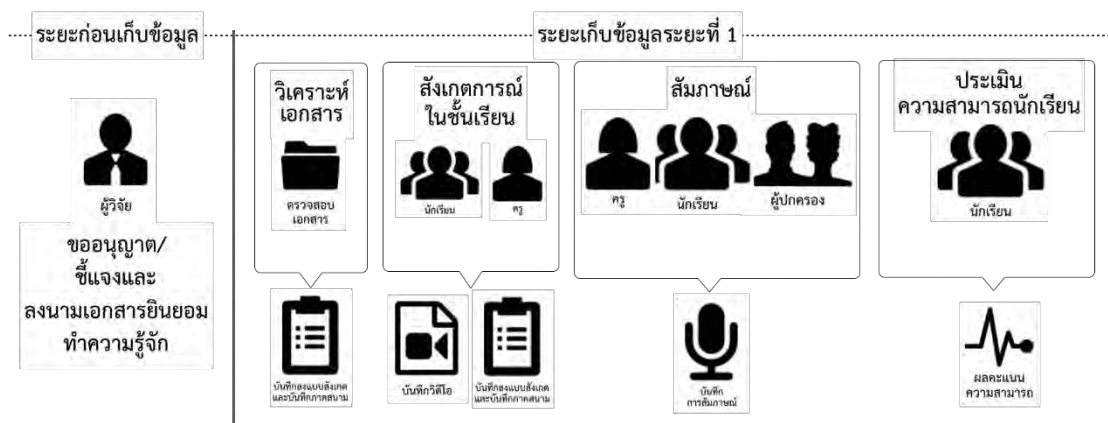 ระยะก่อนเก็บข้อมูล
ระยะเก็บข้อมูลระยะที่ 1
ผู้วิจัย
ขออนุญาต/
ชี้แจงและ
ลงนามเอกสารยินยอม
ทำความรู้จัก
วิเคราะห์
เอกสาร
ตรวจสอบ
เอกสาร
บันทึกลงแบบสังเกต
และบันทึกภาคสนาม
สังเกตการณ์
ในชั้นเรียน
นักเรียน
ครู
บันทึกวิดีโอ
บันทึกลงแบบสังเกต
และบันทึกภาคสนาม
สัมภาษณ์
ครู
นักเรียน
ผู้ปกครอง
บันทึก
การสัมภาษณ์
ประเมิน
ความสามารถนักเรียน
นักเรียน
ผลคะแนน
ความสามารถ